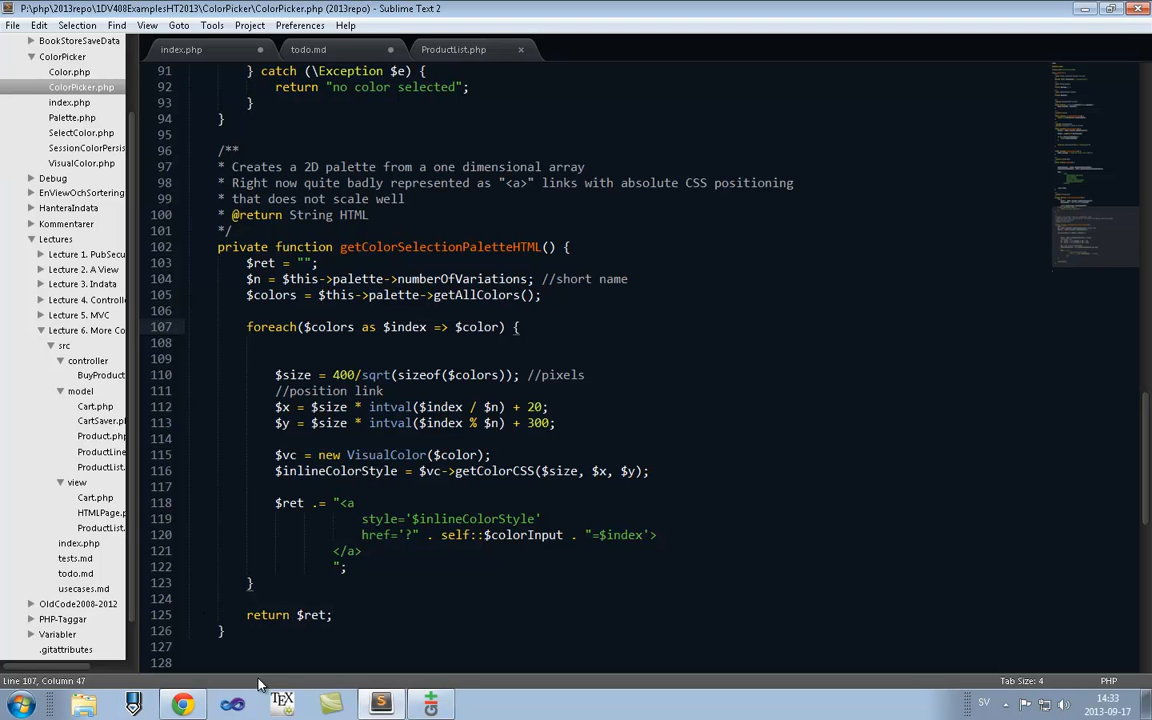 P:\php\2013repo\1DV408ExamplesHT2013\ColorPicker\ColorPicker.php (2013repo) - Sublime Text 2
File Edit Selection Find View Goto Tools Project Preferences Help
BookStoreSaveData
ColorPicker
Color.php
ColorPicker.php
index.php
Palette.php
SelectColor.php
SessionColorPersis
VisualColor.php
Debug
EnViewOchSortering
HanteraIndata
Kommentarer
Lectures
Lecture 1. PubSecu
Lecture 2. A View
Lecture 3. Indata
Lecture 4. Controlle
Lecture 5. MVC
Lecture 6. More Co
src
controller
BuyProduct
model
Cart.php
CartSaver.p
Product.php
ProductLine
ProductList.
view
Cart.php
HTMLPage.p
ProductList.
index.php
tests.md
todo.md
usecases.md
OldCode2008-2012
PHP-Taggar
Variabler
.gitattributes
index.php todo.md ProductList.php
91 } catch (\Exception $e) {
92 return "no color selected";
93 }
94 }
95
96 /**
97 * Creates a 2D palette from a one dimensional array
98 * Right now quite badly represented as "<a>" links with absolute CSS positioning
99 * that does not scale well
100 * @return String HTML
101 */
102 private function getColorSelectionPaletteHTML() {
103 $ret = "";
104 $n = $this->palette->numberOfVariations; //short name
105 $colors = $this->palette->getAllColors();
106
107 foreach($colors as $index => $color) {
108
109
110 $size = 400/sqrt(sizeof($colors)); //pixels
111 //position link
112 $x = $size * intval($index / $n) + 20;
113 $y = $size * intval($index % $n) + 300;
114
115 $vc = new VisualColor($color);
116 $inlineColorStyle = $vc->getColorCSS($size, $x, $y);
117
118 $ret .= "<a
119 style='$inlineColorStyle'
120 href='?" . self::$colorInput . "=$index'>
121 </a>
122 ";
123 }
124
125 return $ret;
126 }
127
128
Line 107, Column 47 Tab Size: 4 PHP
SV 14:33
2013-09-17